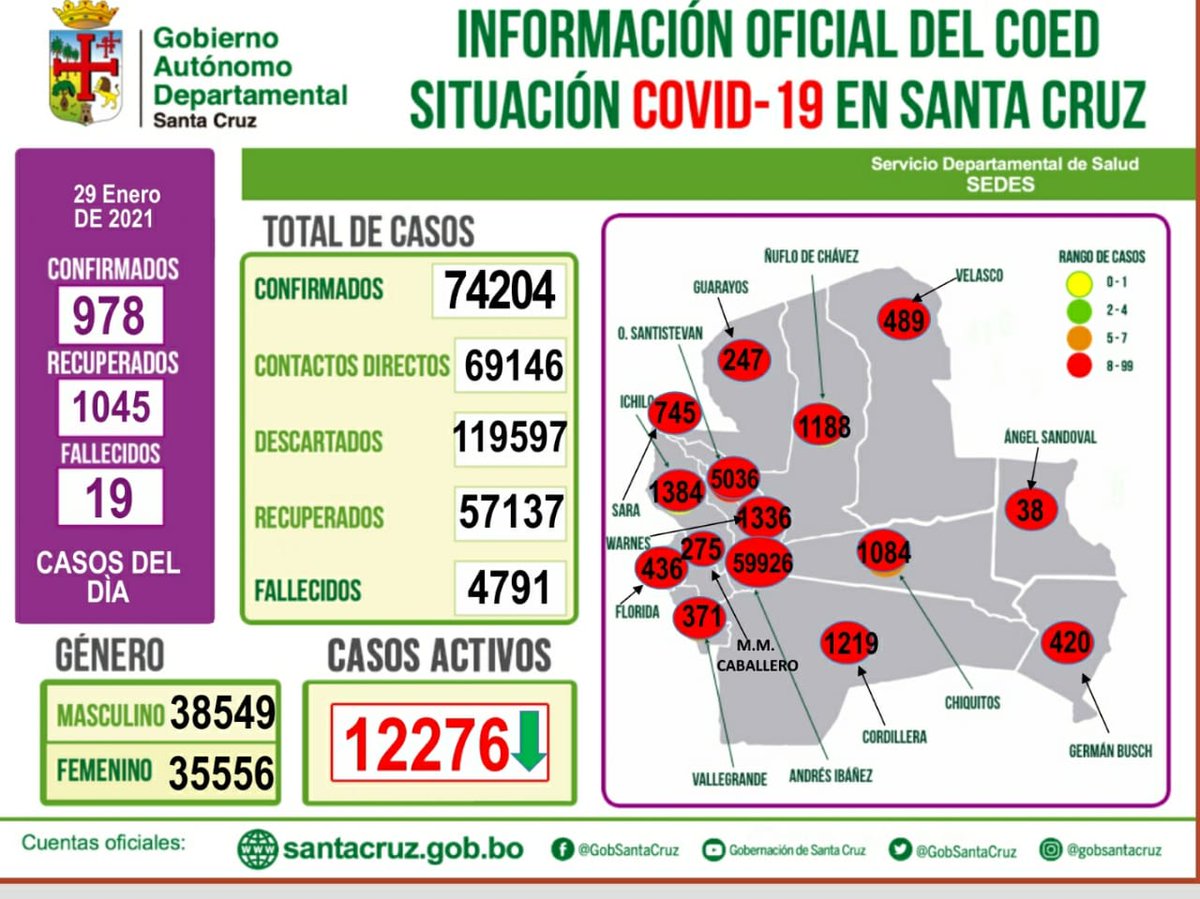 Gobierno
Autónomo
Departamental
Santa Cruz
INFORMACIÓN OFICIAL DEL COED
SITUACIÓN COVID-19 EN SANTA CRUZ
Servicio Departamental de Salud
SEDES
29 Enero
DE 2021
CONFIRMADOS
978
RECUPERADOS
1045
FALLECIDOS
19
CASOS DEL
DÌA
TOTAL DE CASOS
CONFIRMADOS 74204
CONTACTOS DIRECTOS 69146
DESCARTADOS 119597
RECUPERADOS 57137
FALLECIDOS 4791
GÉNERO
MASCULINO 38549
FEMENINO 35556
CASOS ACTIVOS
12276
RANGO DE CASOS
0 - 1
2 - 4
5 - 7
8 - 99
ÑUFLO DE CHÁVEZ
VELASCO
GUARAYOS
489
O. SANTISTEVAN
247
ICHILO
745
1188
ÁNGEL SANDOVAL
5036
1384
SARA
38
1336
WARNES
275
59926
1084
436
FLORIDA
371
M.M.
CABALLERO
1219
420
CHIQUITOS
CORDILLERA
GERMÁN BUSCH
VALLEGRANDE
ANDRÉS IBÁÑEZ
Cuentas oficiales:
WWW
santacruz.gob.bo
@GobSantaCruz
Gobernación de Santa Cruz
@GobSantaCruz
@gobsantacruz